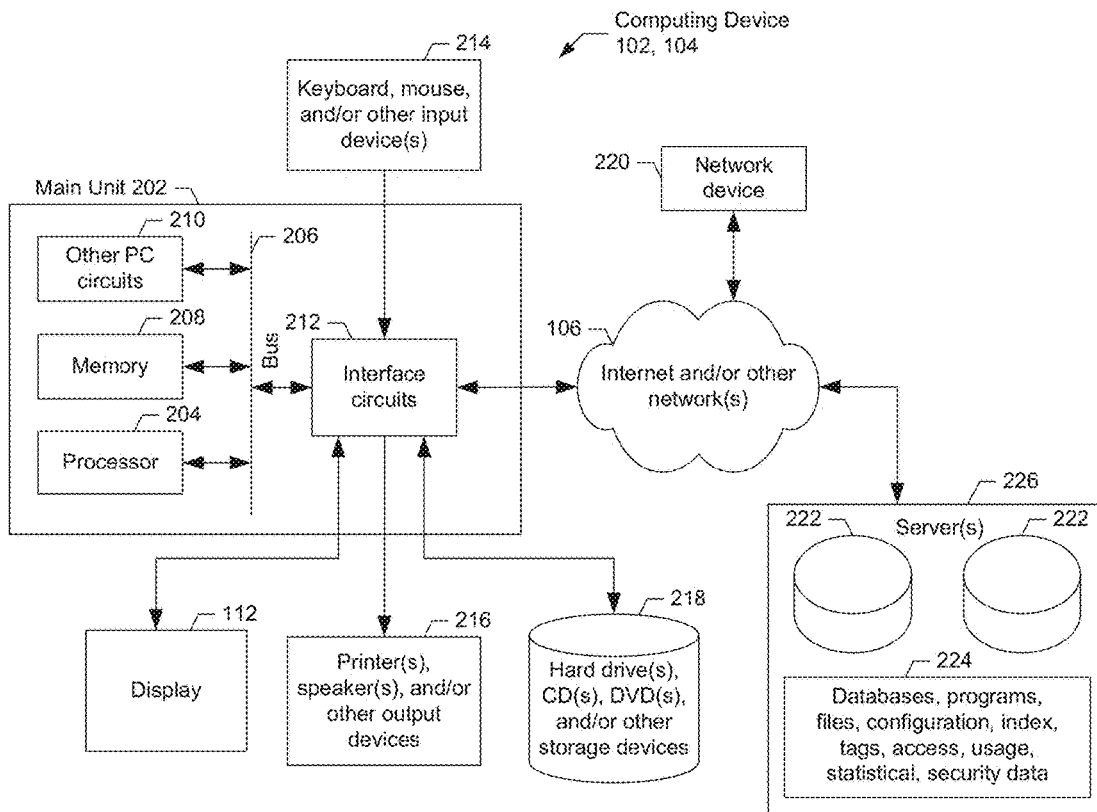 Computing Device
102, 104
214
Keyboard, mouse,
and/or other input
device(s)
220
Network
device
Main Unit 202
210
Other PC
circuits
206
208
Memory
Bus
212
Interface
circuits
204
Processor
106
Internet and/or other
network(s)
226
Server(s)
222
222
112
Display
216
Printer(s),
speaker(s), and/or
other output
devices
218
Hard drive(s),
CD(s), DVD(s),
and/or other
storage devices
224
Databases, programs,
files, configuration, index,
tags, access, usage,
statistical, security data